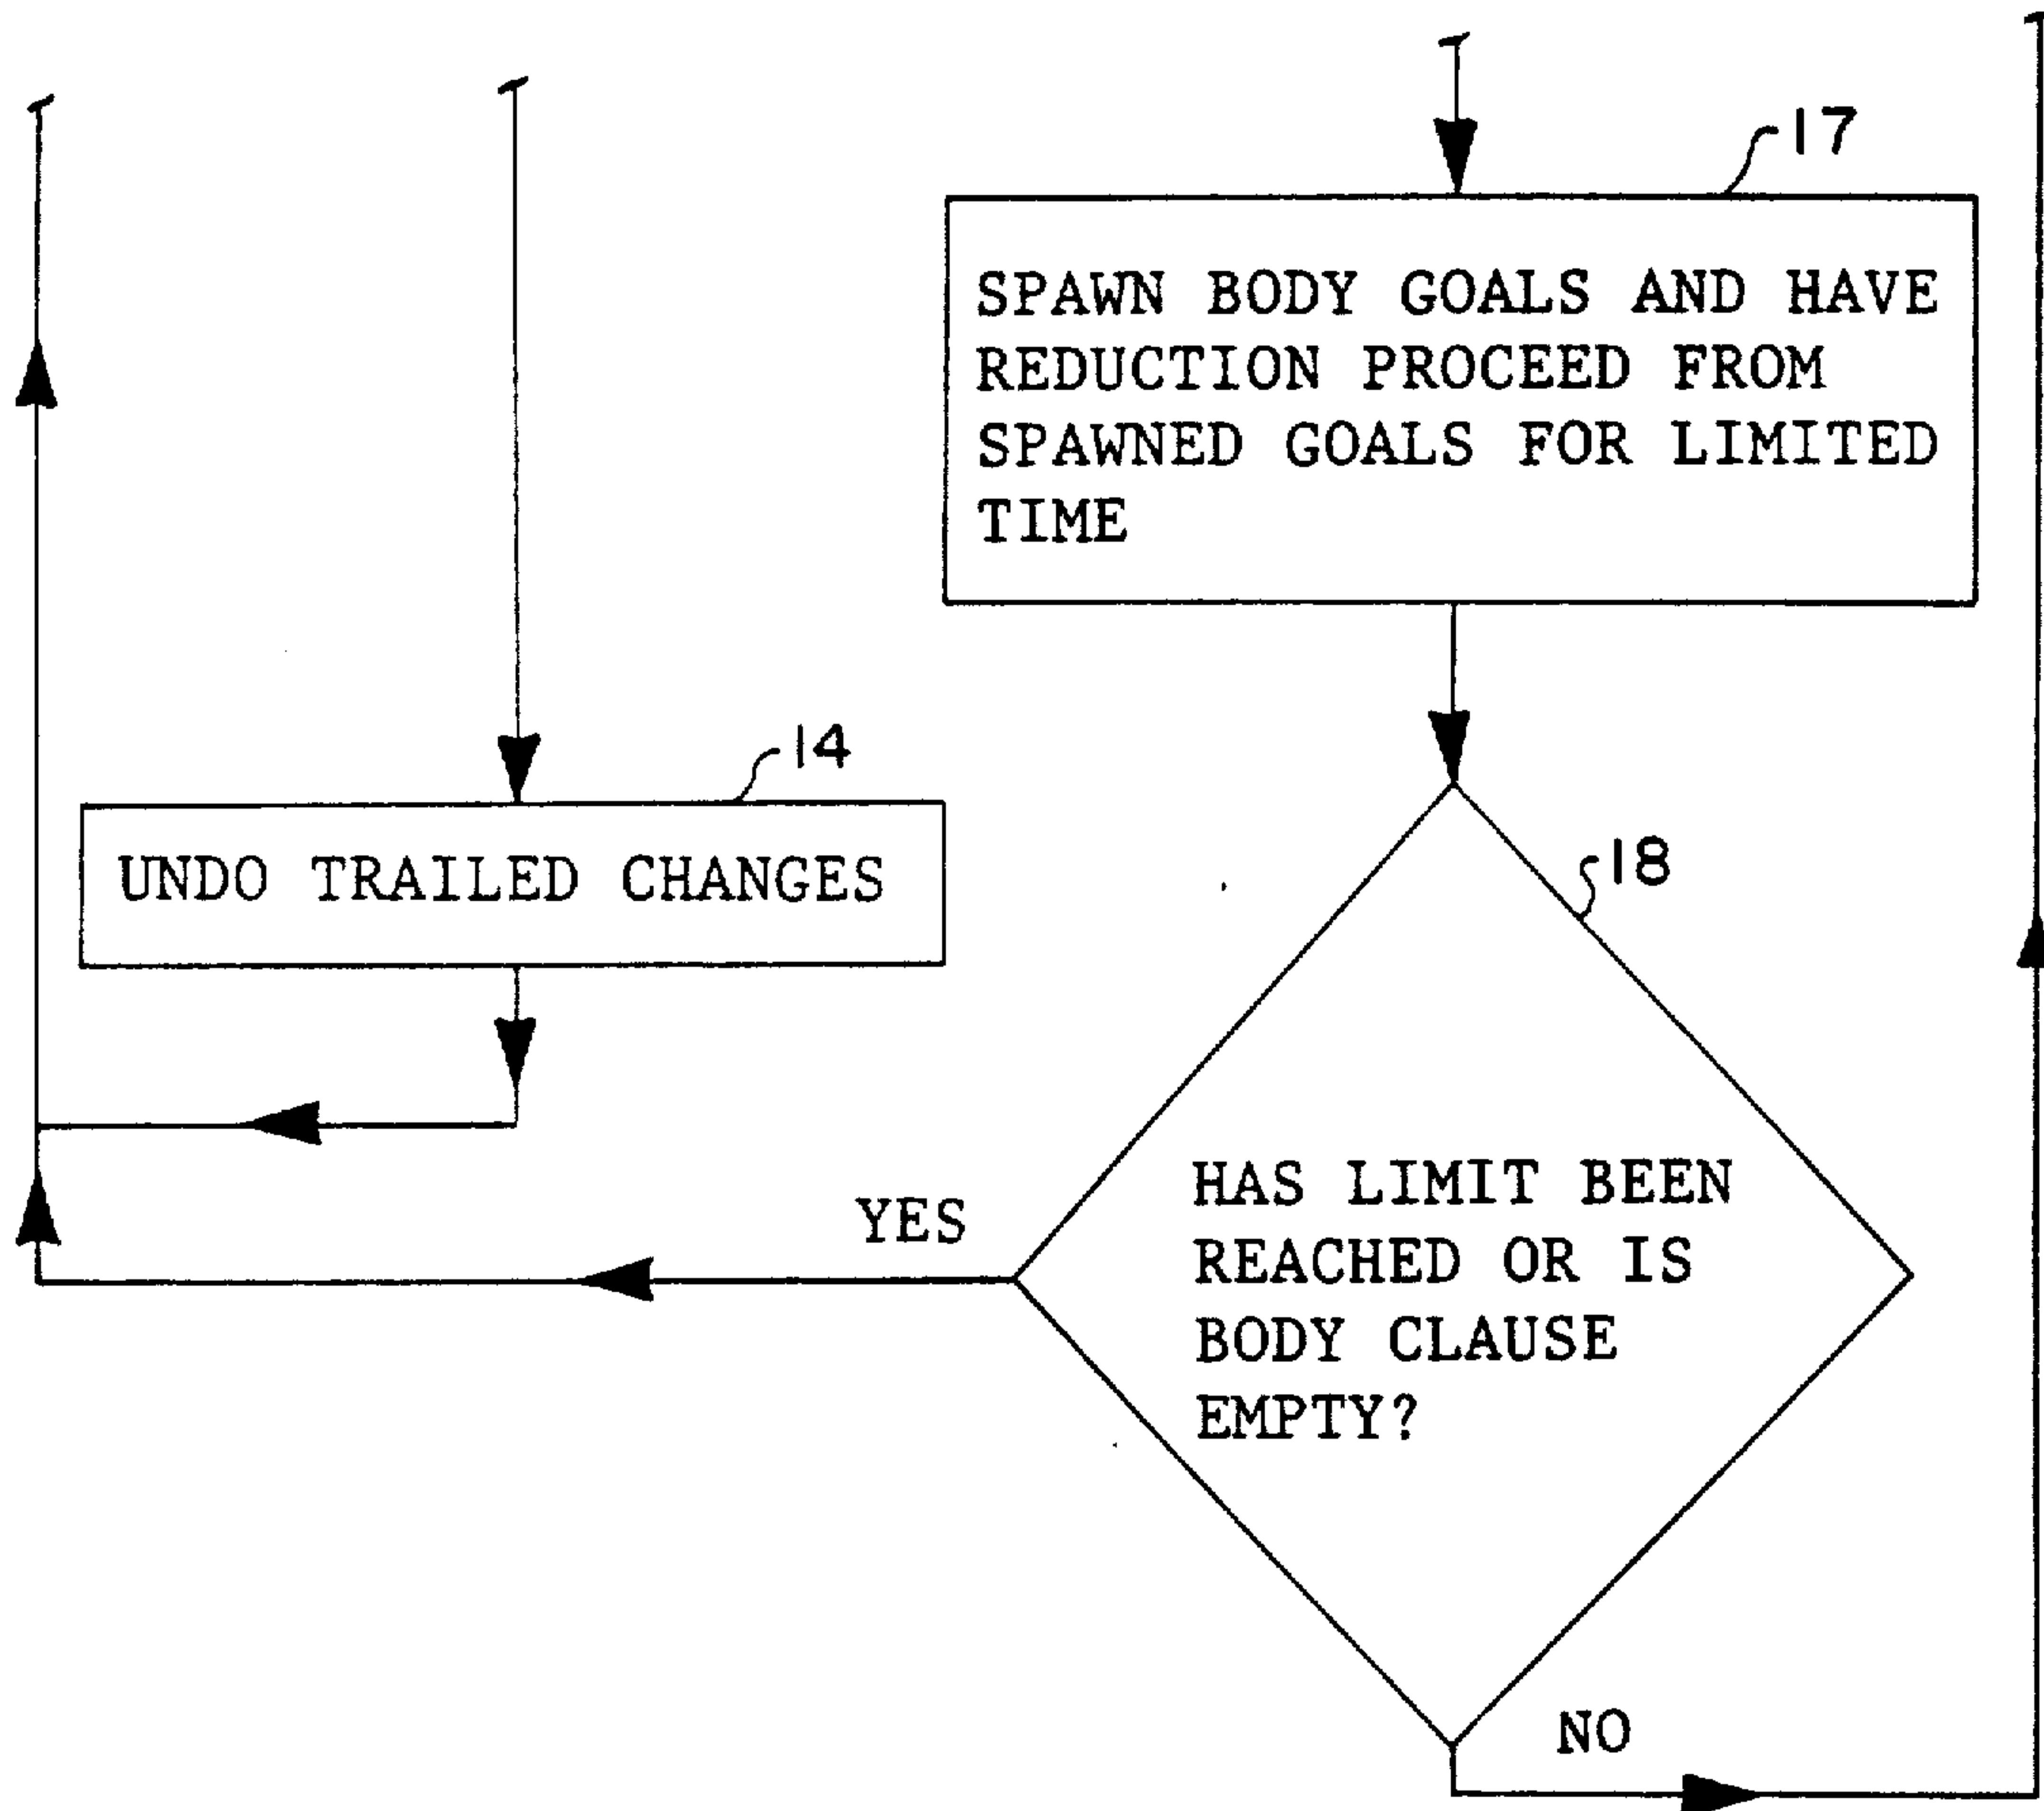 17
SPAWN BODY GOALS AND HAVE
REDUCTION PROCEED FROM
SPAWNED GOALS FOR LIMITED
TIME
14
UNDO TRAILED CHANGES
18
HAS LIMIT BEEN
REACHED OR IS
BODY CLAUSE
EMPTY?
YES
NO